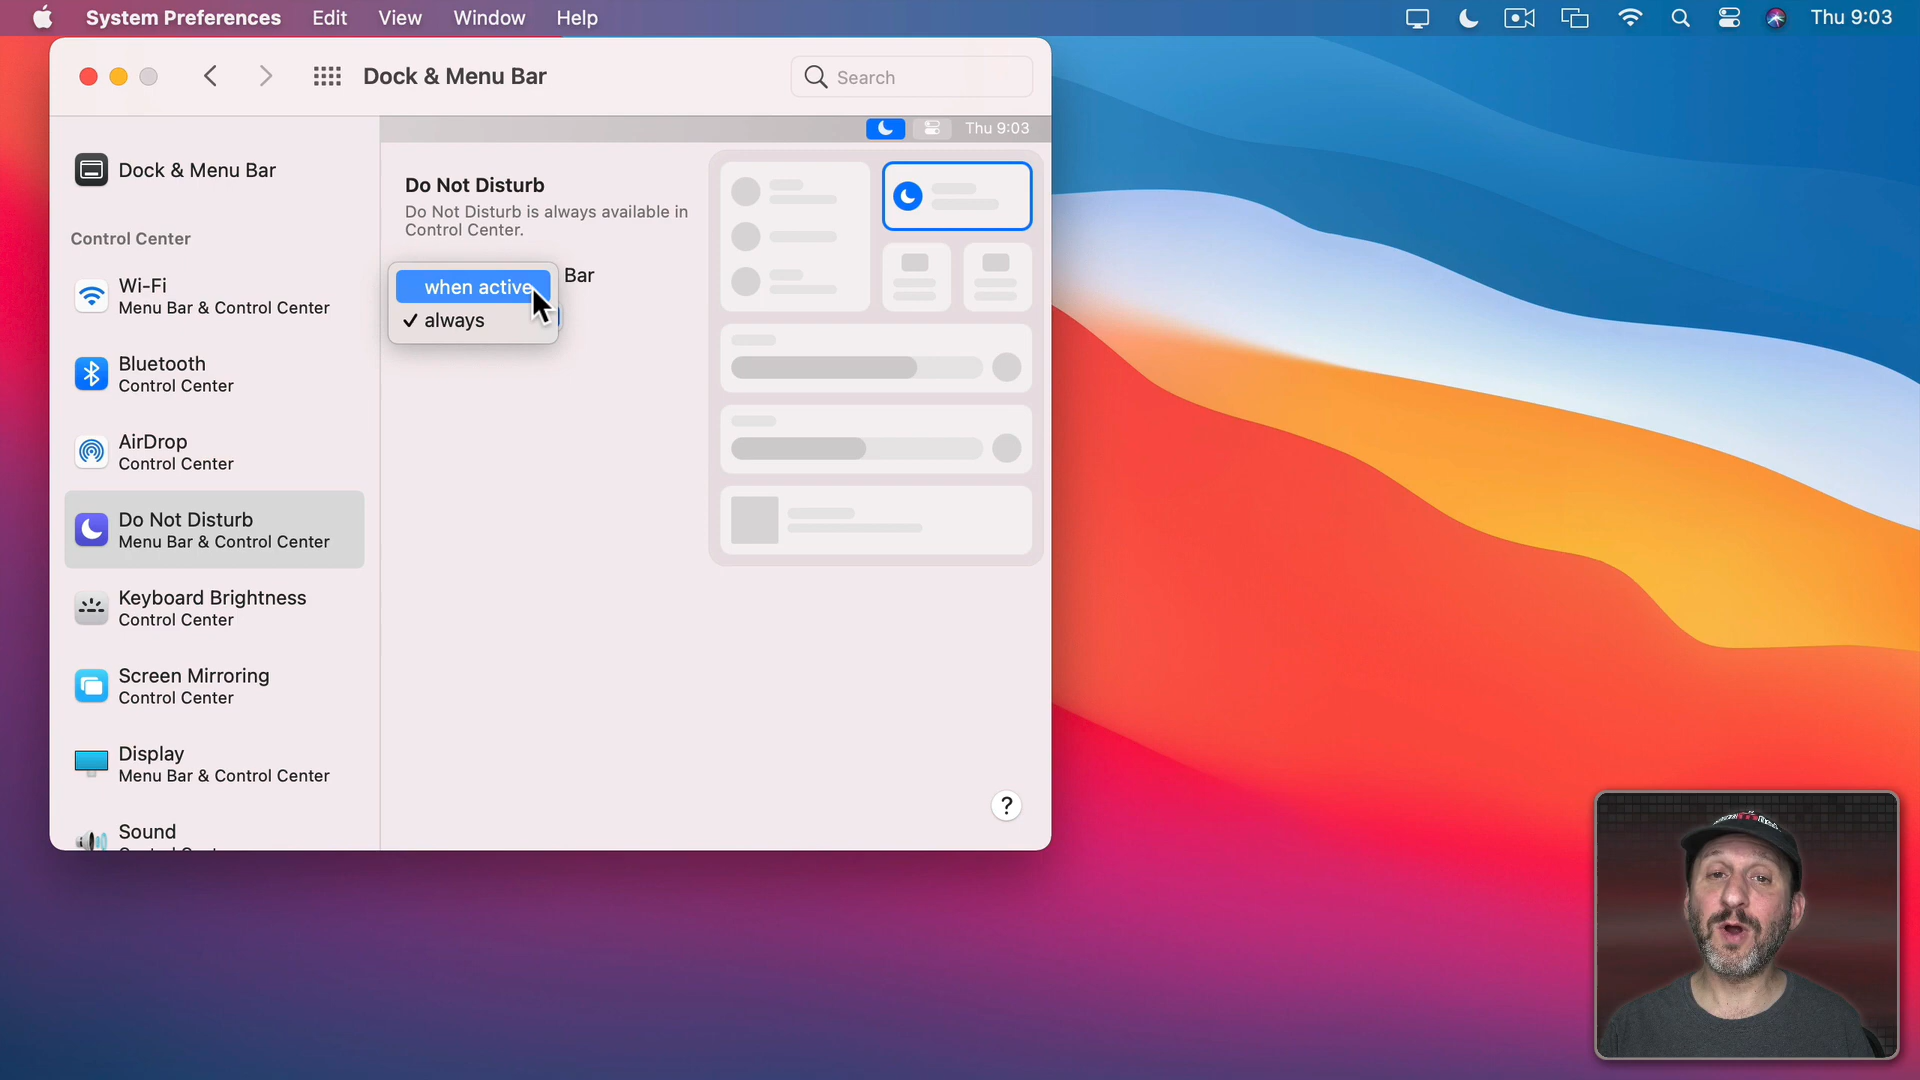 System Preferences Edit View Window Help Thu 9:03
Dock & Menu Bar
Search
Thu 9:03
Dock & Menu Bar
Control Center
Wi-Fi
Menu Bar & Control Center
Bluetooth
Control Center
AirDrop
Control Center
Do Not Disturb
Menu Bar & Control Center
Keyboard Brightness
Control Center
Screen Mirroring
Control Center
Display
Menu Bar & Control Center
Sound
Do Not Disturb
Do Not Disturb is always available in
Control Center.
Bar
when active
✓ always
?